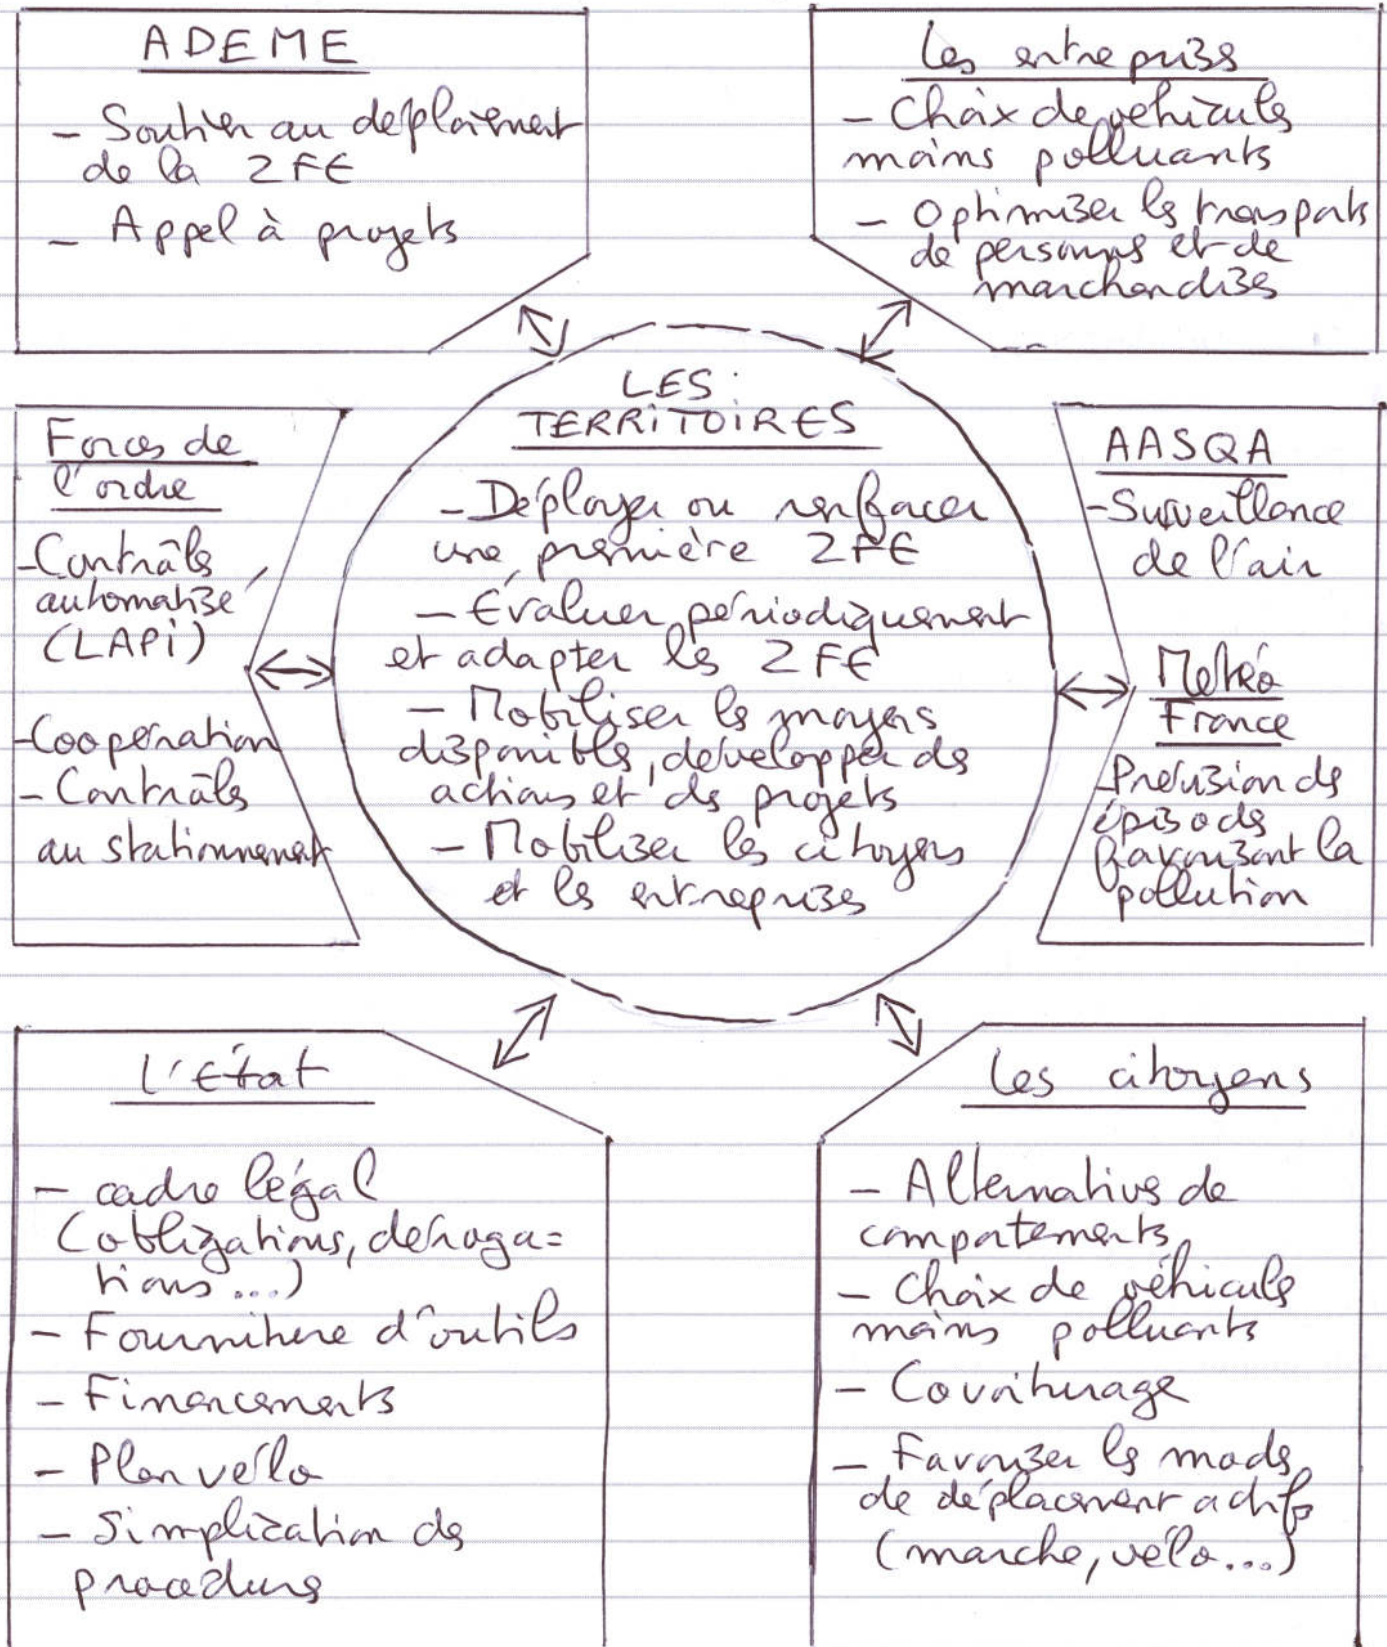 ADEME
- Soutien au déploiement
de la ZFE
- Appel à projets
Les entreprises
- Choix de véhicules
moins polluants
- Optimiser les transports
de personnes et de
marchandises
LES
TERRITOIRES
- Déployer ou renforcer
une première ZFE
- Évaluer périodiquement
et adapter les ZFE
- Mobiliser les moyens
disponibles, développer des
actions et des projets
- Mobiliser les citoyens
et les entreprises
Forces de
l'ordre
- Contrôles
automatisé
(LAPi)
- Coopération
- Contrôles
au stationnement
AASQA
- Surveillance
de l'air
Météo
France
- Prévision des
épisodes
favorisant la
pollution
L'État
- cadre légal
(obligations, déroga=
tions...)
- Fourniture d'outils
- Financements
- Plan vélo
- Simplication des
procédures
Les citoyens
- Alternatives de
comportements
- Choix de véhicules
moins polluants
- Covoiturage
- Favoriser les modes
de déplacement actifs
(marche, vélo...)